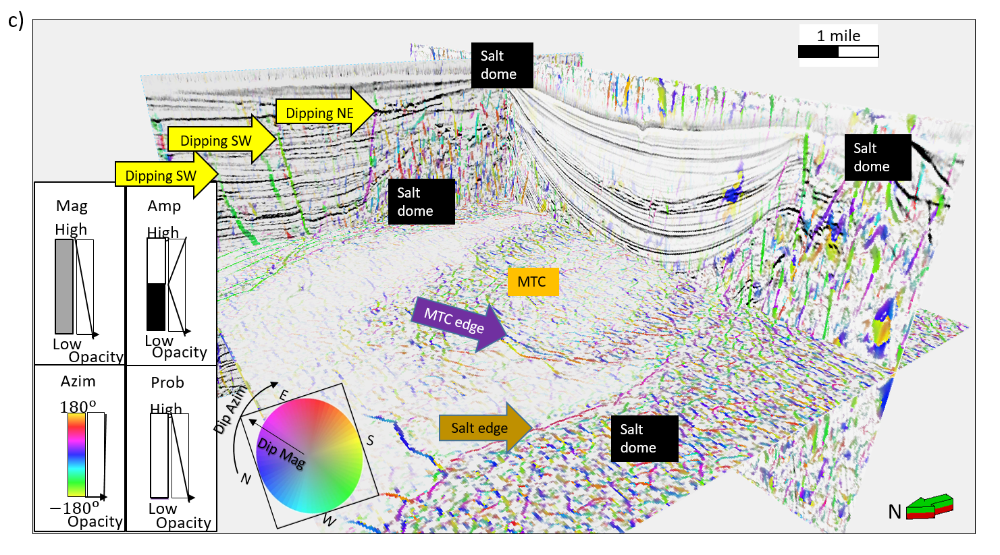 c)
1 mile
Salt
dome
Dipping NE
Dipping SW
Dipping SW
Salt
dome
Salt
dome
Mag
High
Low
Opacity
Amp
High
Low
Opacity
MTC
MTC edge
Azim
180°
−180°
Opacity
Prob
High
Low
Opacity
Dip Azim
E
S
Dip Mag
N
W
Salt edge
Salt
dome
N